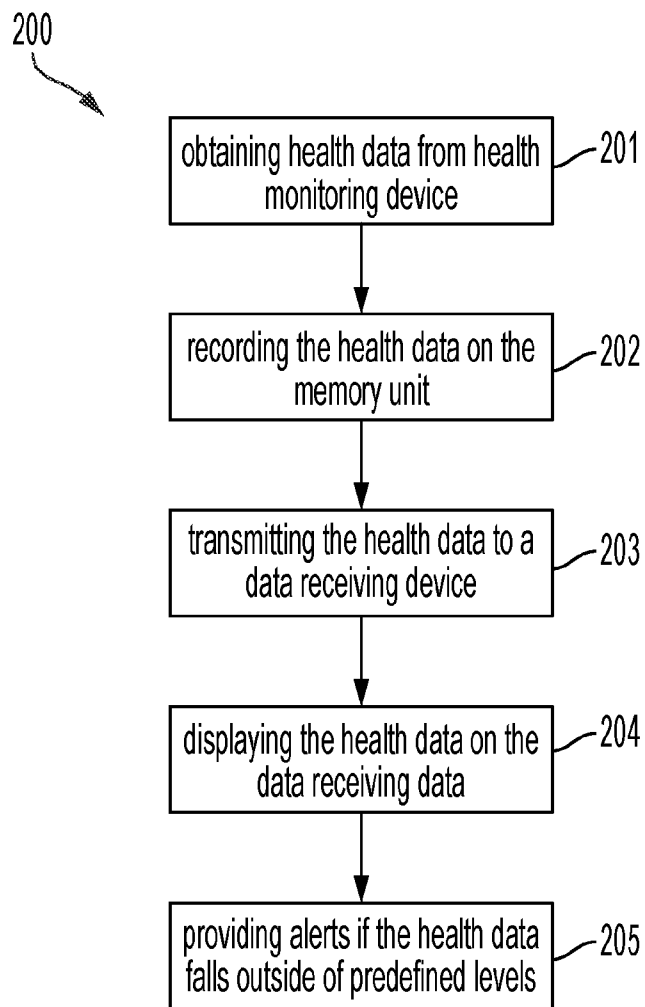 200
obtaining health data from health
monitoring device
201
recording the health data on the
memory unit
202
transmitting the health data to a
data receiving device
203
displaying the health data on the
data receiving data
204
providing alerts if the health data
falls outside of predefined levels
205